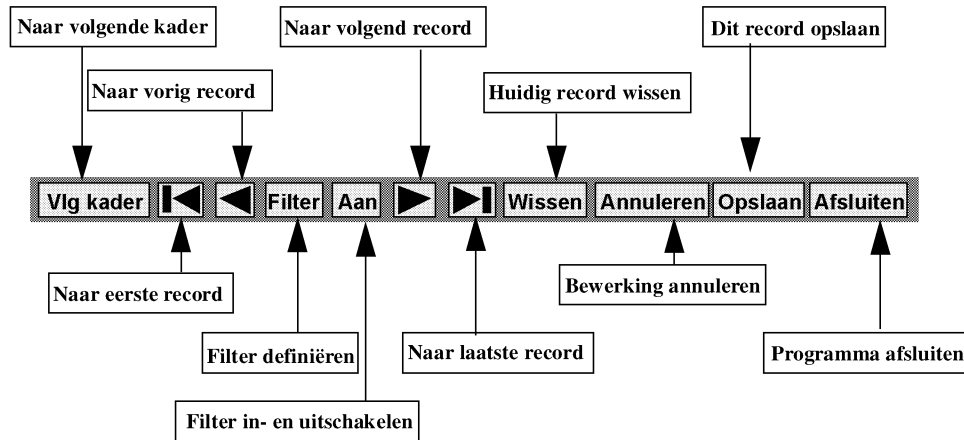 Naar volgende kader
Naar volgend record
Dit record opslaan
Naar vorig record
Huidig record wissen
Vlg kader
Filter
Aan
Wissen
Annuleren
Opslaan
Afsluiten
Naar eerste record
Bewerking annuleren
Filter definiëren
Naar laatste record
Programma afsluiten
Filter in- en uitschakelen